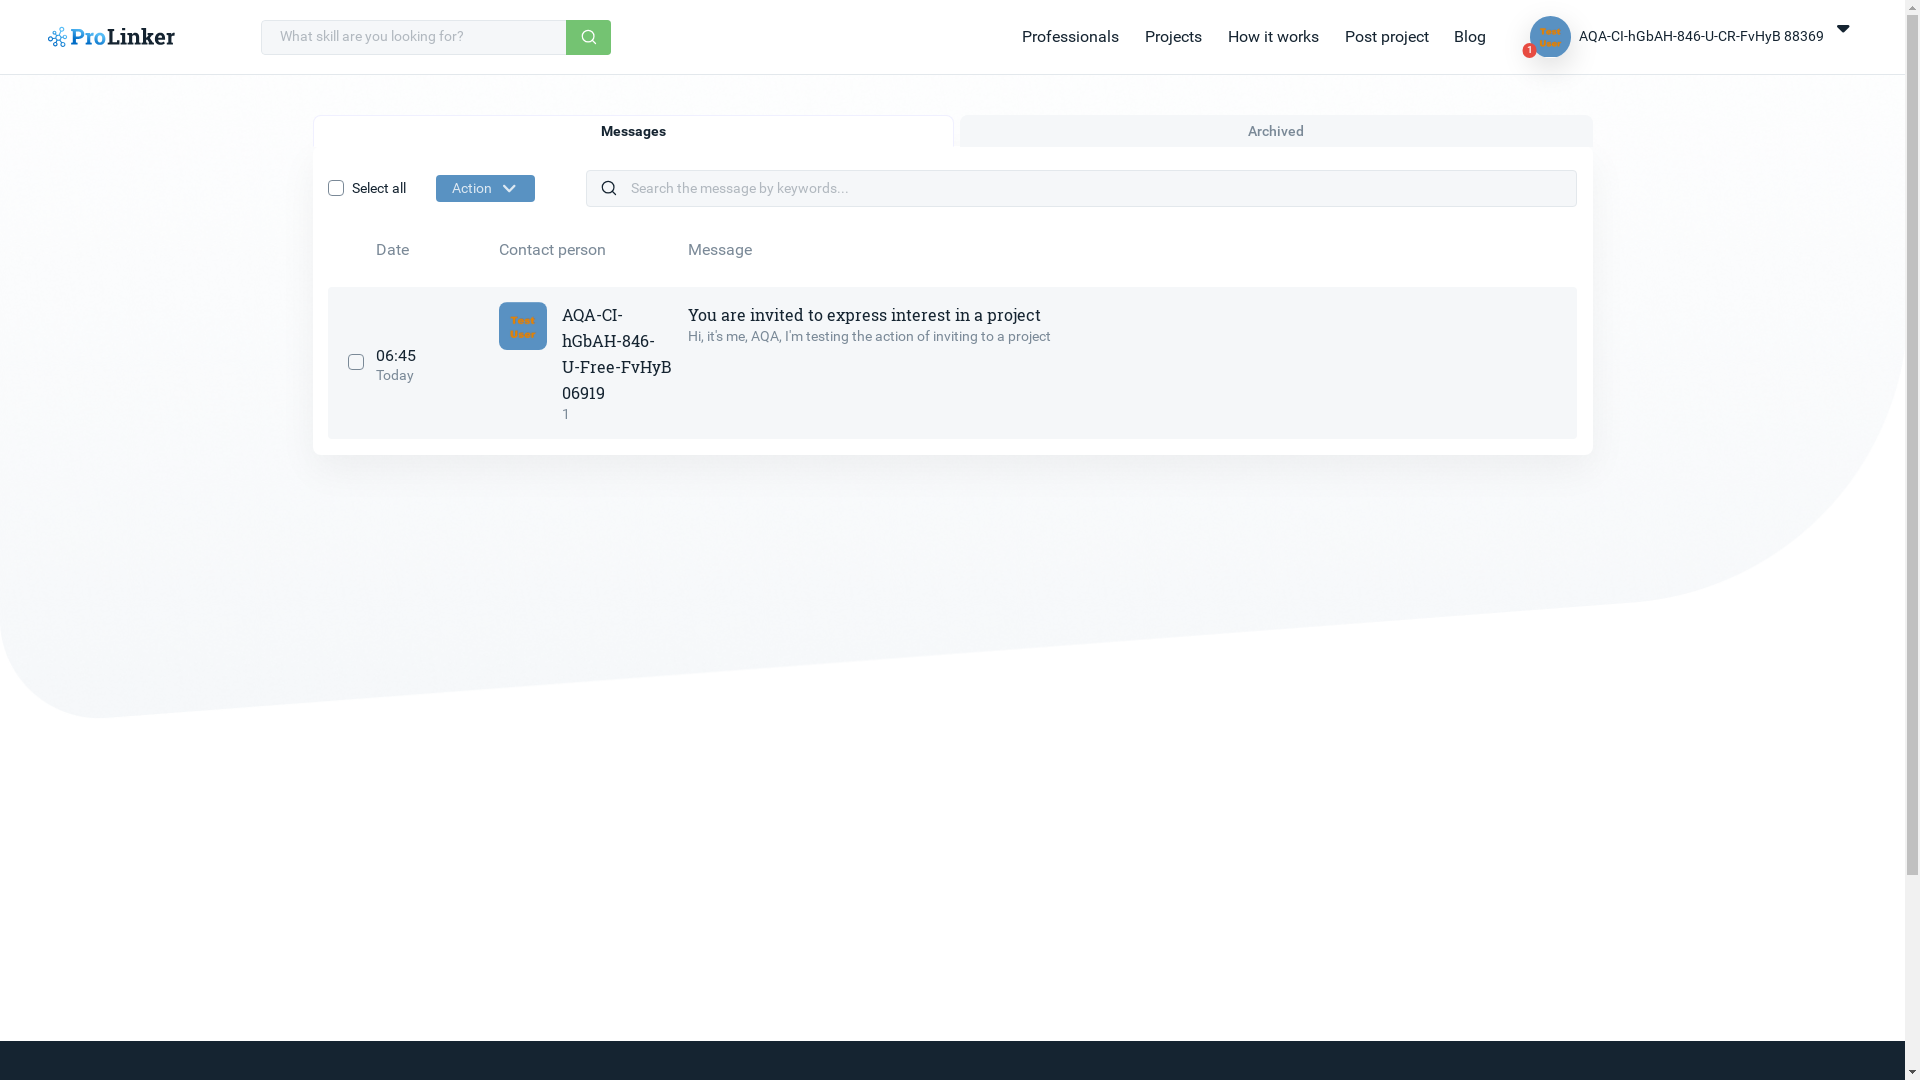 ProLinker
What skill are you looking for?
Professionals
Projects
How it works
Post project
Blog
Test
User
1
AQA-CI-hGbAH-846-U-CR-FvHyB 88369
Messages
Archived
Select all
Action
Search the message by keywords...
Date
Contact person
Message
06:45
Today
Test
User
AQA-CI-
hGbAH-846-
U-Free-FvHyB
06919
1
You are invited to express interest in a project
Hi, it's me, AQA, I'm testing the action of inviting to a project